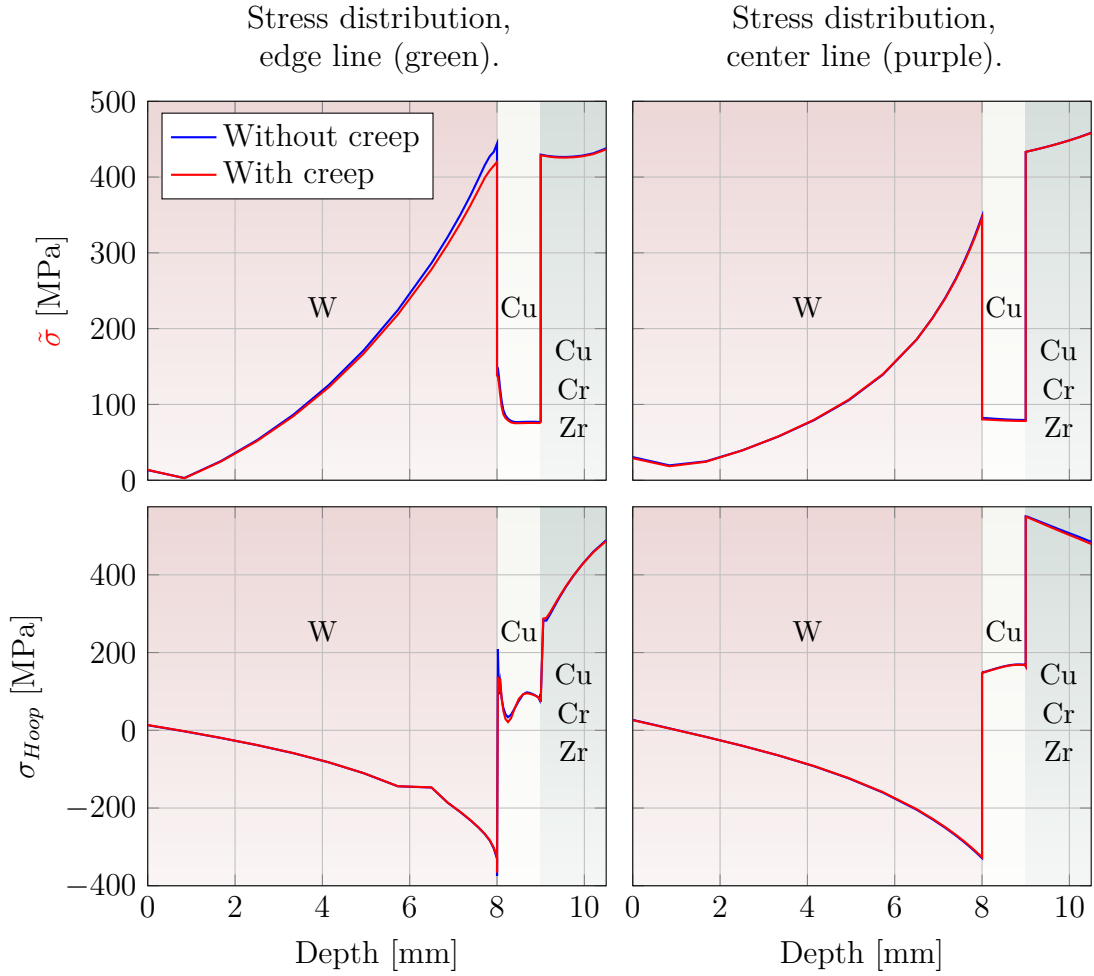 Stress distribution,
edge line (green).
Stress distribution,
center line (purple).
500
400
300
200
100
0
σ̃ [MPa]
Without creep
With creep
W
Cu
Cu
Cr
Zr
W
Cu
Cu
Cr
Zr
400
200
0
−200
−400
σHoop [MPa]
W
Cu
Cu
Cr
Zr
W
Cu
Cu
Cr
Zr
0 2 4 6 8 10
Depth [mm]
0 2 4 6 8 10
Depth [mm]